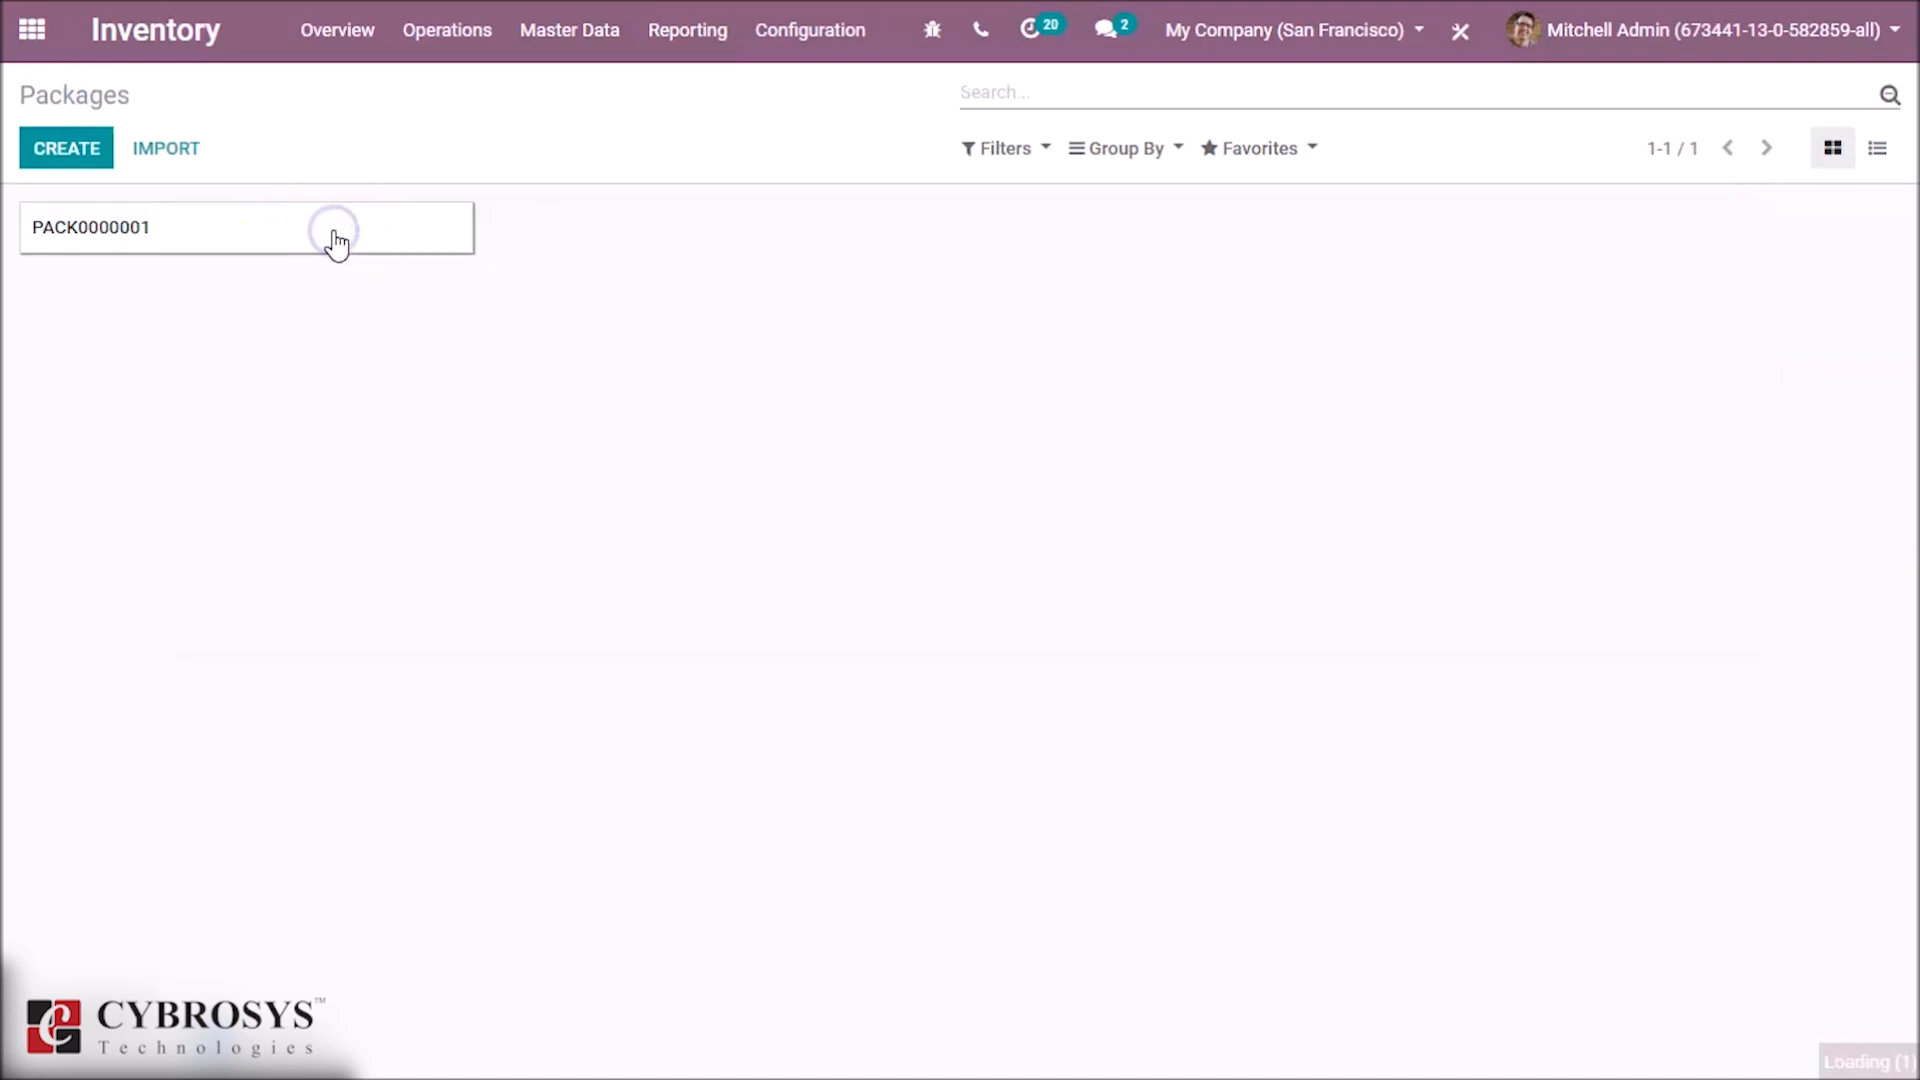 Inventory Overview Operations Master Data Reporting Configuration 20 2 My Company (San Francisco) Mitchell Admin (673441-13-0-582859-all)
Packages Search...
CREATE IMPORT Filters Group By Favorites 1-1 / 1
PACK0000001
CYBROSYS™
Technologies
Loading (1)